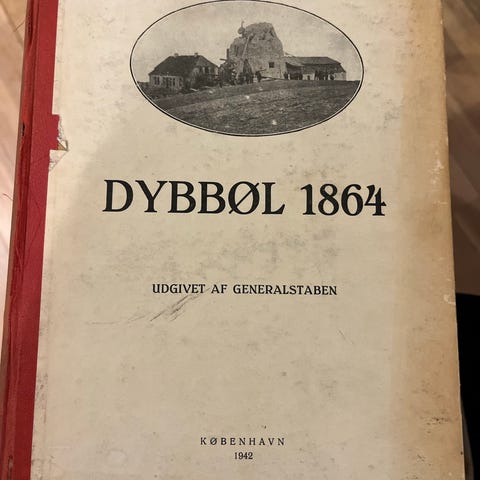 DYBBØL 1864
UDGIVET AF GENERALSTABEN
KØBENHAVN
1942